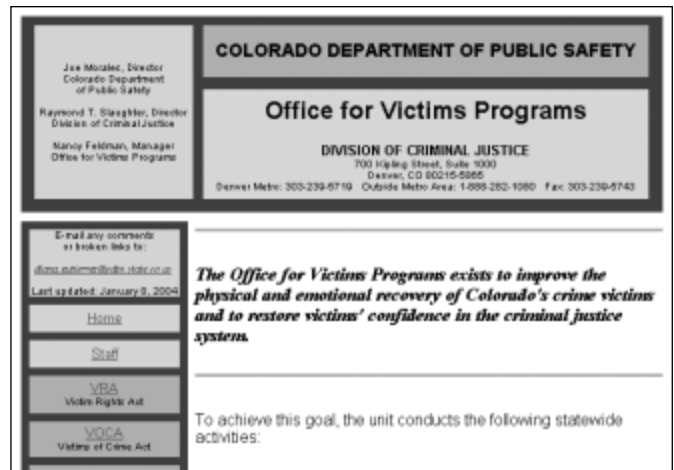 Joe Morales, Director
Colorado Department
of Public Safety
Raymond T. Slaughter, Director
Division of Criminal Justice
Nancy Feldman, Manager
Office for Victims Programs
COLORADO DEPARTMENT OF PUBLIC SAFETY
Office for Victims Programs
DIVISION OF CRIMINAL JUSTICE
700 Kipling Street, Suite 1000
Denver, CO 80215-5865
Denver Metro: 303-239-5719 Outside Metro Area: 1-888-282-1080 Fax: 303-239-5743
E-mail any comments
or broken links to:
Last updated: January 8, 2004
Home
Staff
VRA
Victim Rights Act
VOCA
Victims of Crime Act
The Office for Victims Programs exists to improve the
physical and emotional recovery of Colorado's crime victims
and to restore victims' confidence in the criminal justice
system.
To achieve this goal, the unit conducts the following statewide
activities: